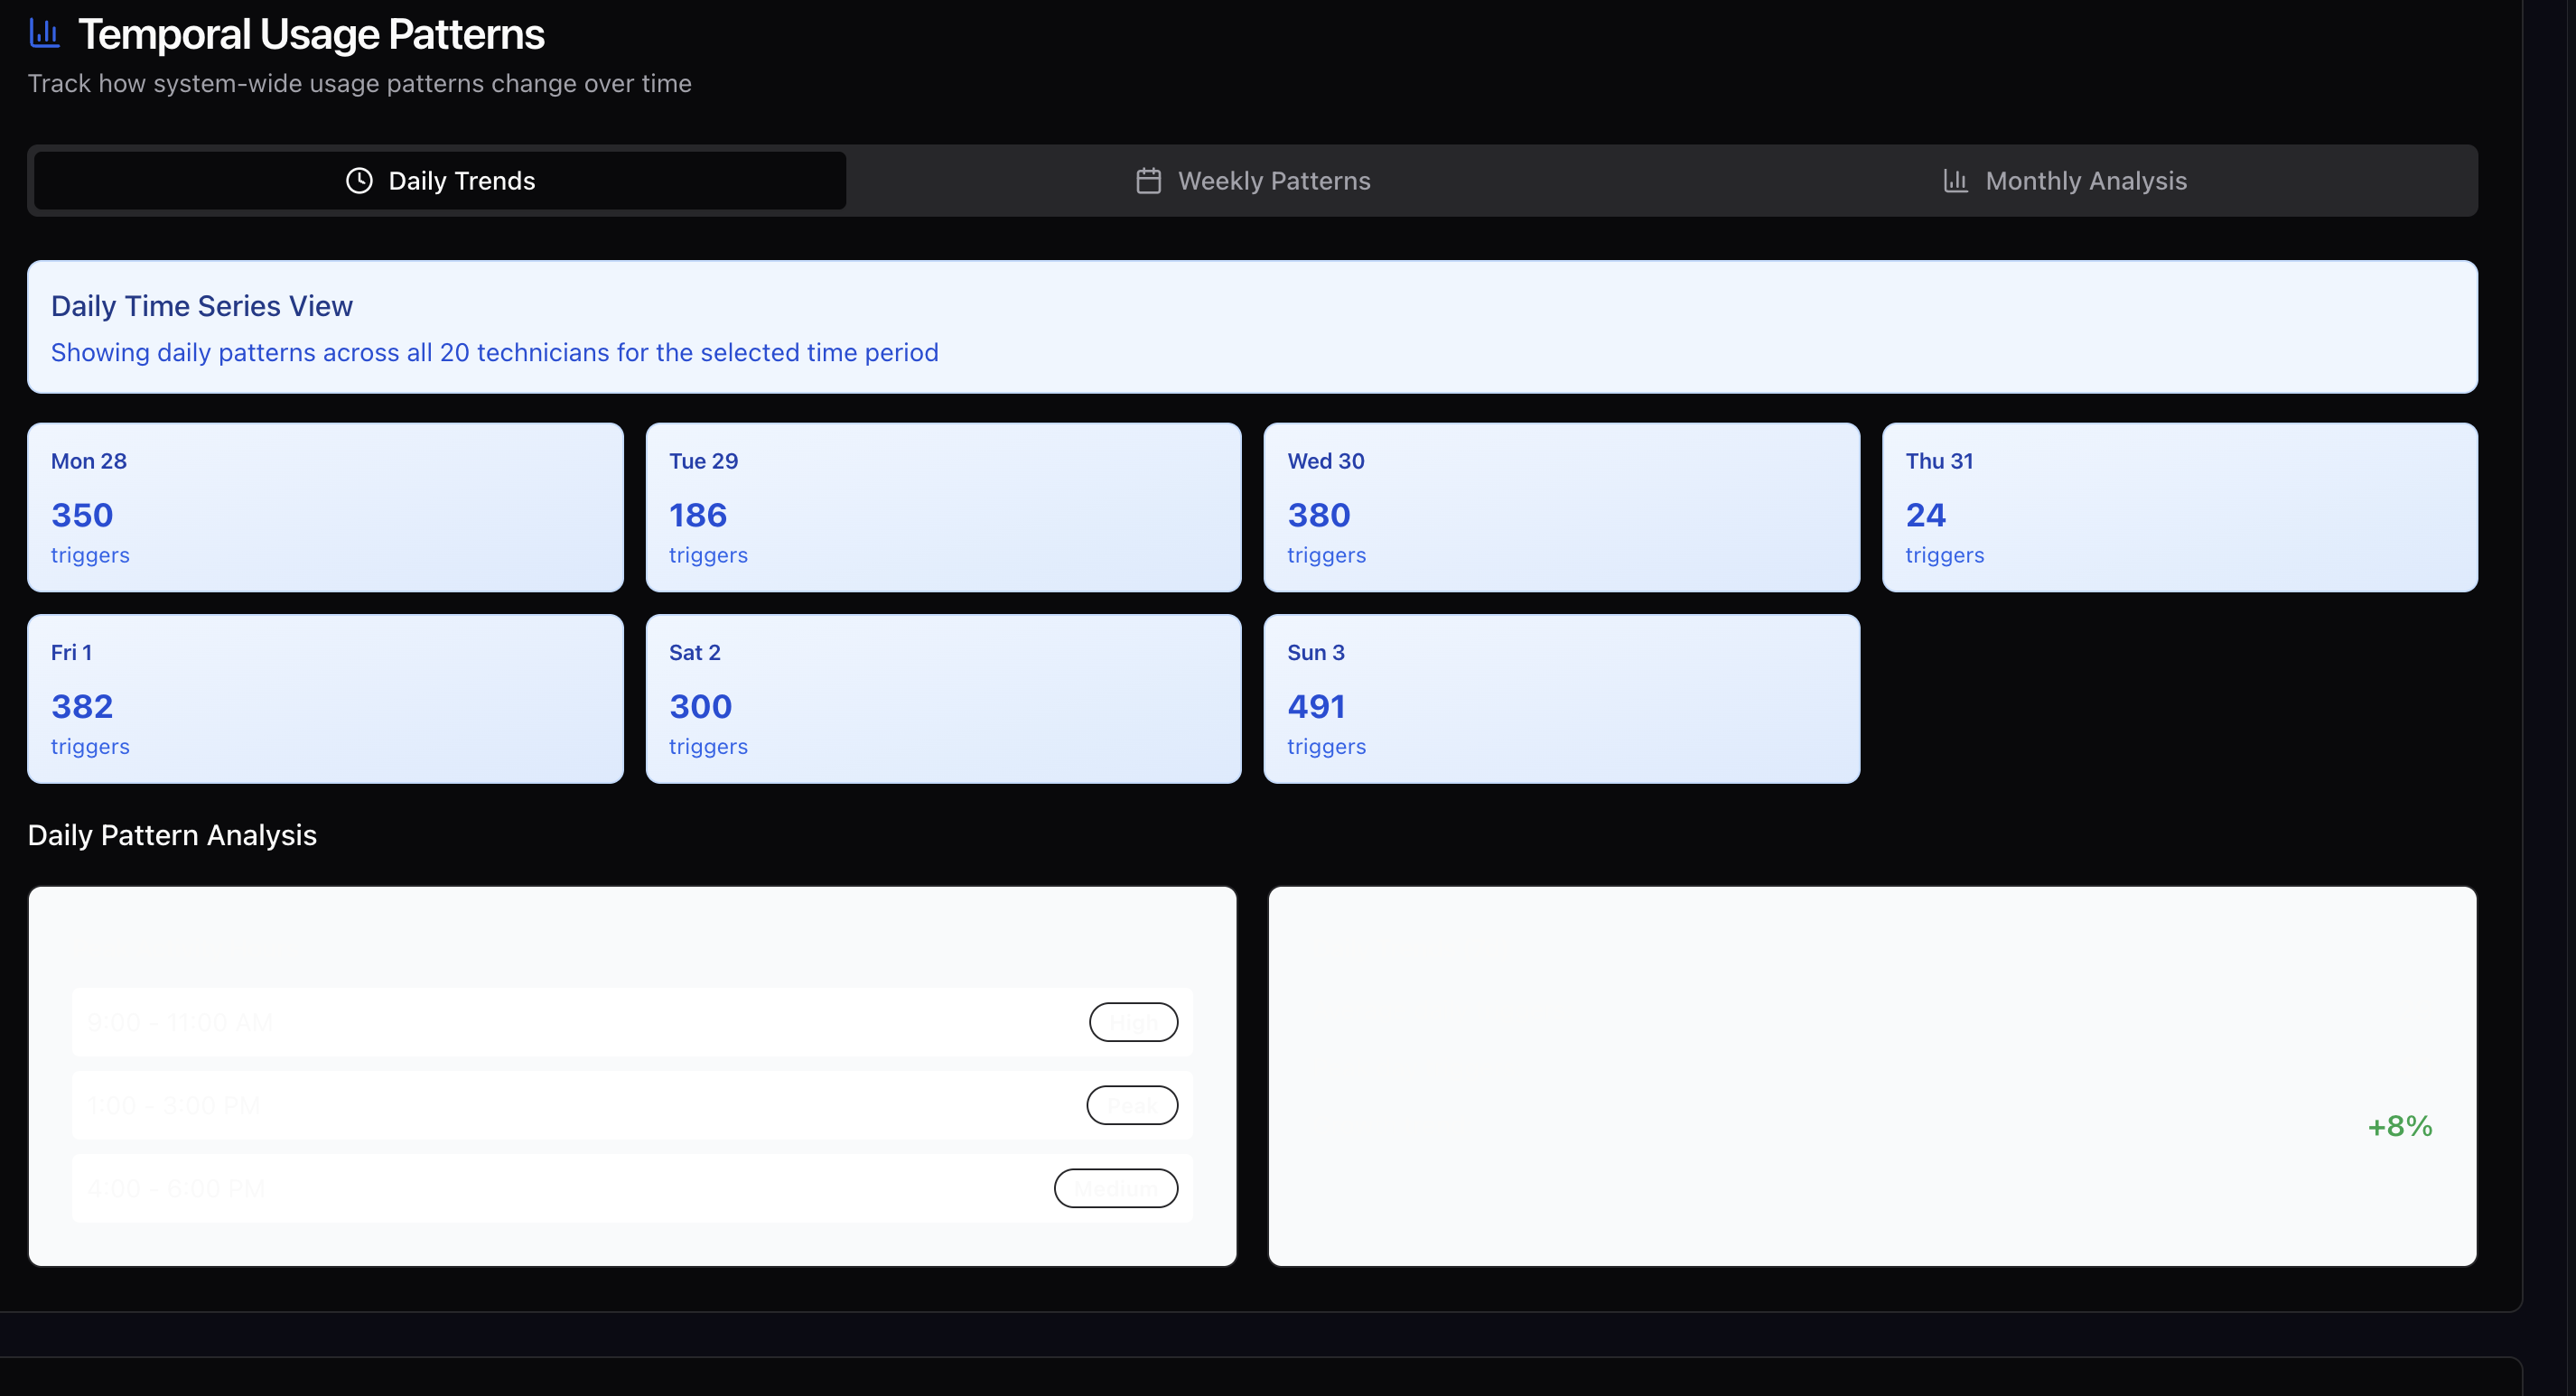 Temporal Usage Patterns
Track how system-wide usage patterns change over time
Daily Trends
Weekly Patterns
Monthly Analysis
Daily Time Series View
Showing daily patterns across all 20 technicians for the selected time period
Mon 28
350
triggers
Tue 29
186
triggers
Wed 30
380
triggers
Thu 31
24
triggers
Fri 1
382
triggers
Sat 2
300
triggers
Sun 3
491
triggers
Daily Pattern Analysis
9:00 - 11:00 AM
High
1:00 - 3:00 PM
Peak
4:00 - 6:00 PM
Medium
+8%